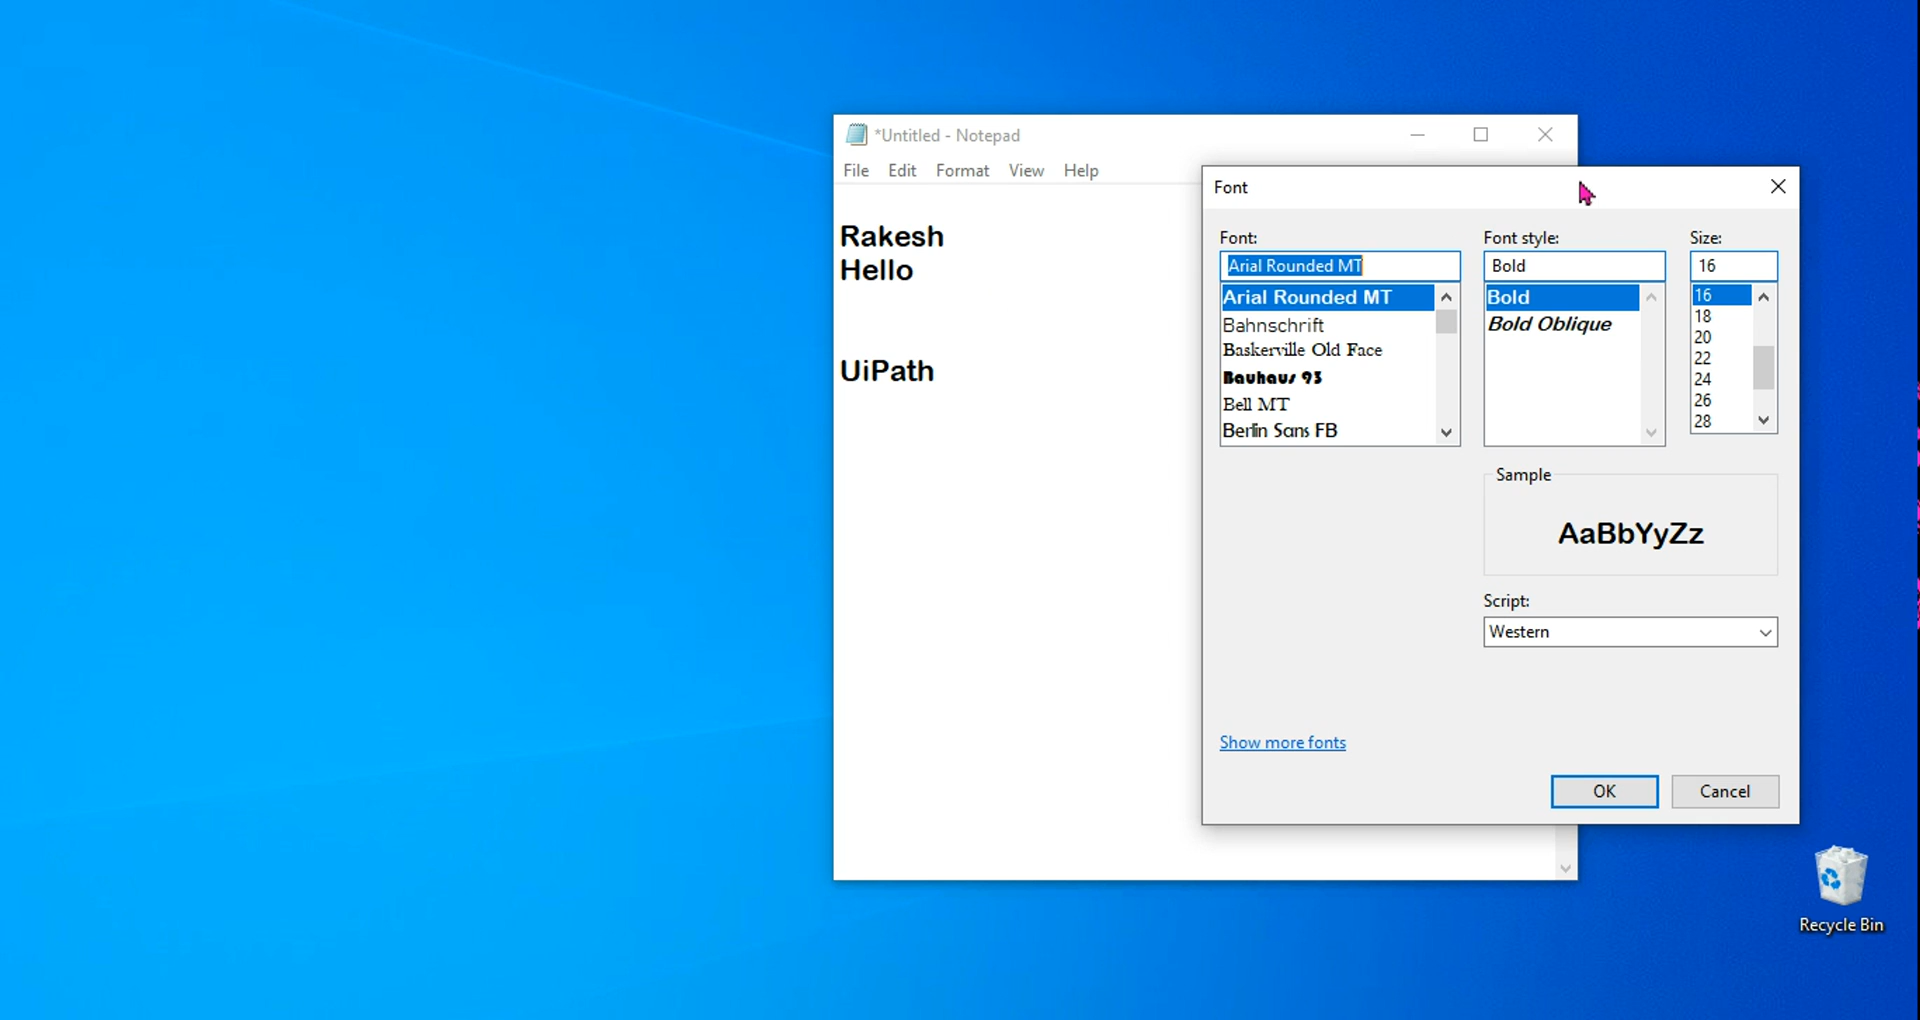 *Untitled - Notepad
File Edit Format View Help
Rakesh
Hello
UiPath
Font
Font: Font style: Size:
Arial Rounded MT Bold 16
Arial Rounded MT
Bahnschrift
Baskerville Old Face
Bauhaus 93
Bell MT
Berlin Sans FB
Bold
Bold Oblique
16
18
20
22
24
26
28
Sample
AaBbYyZz
Script:
Western
Show more fonts
OK Cancel
Recycle Bin